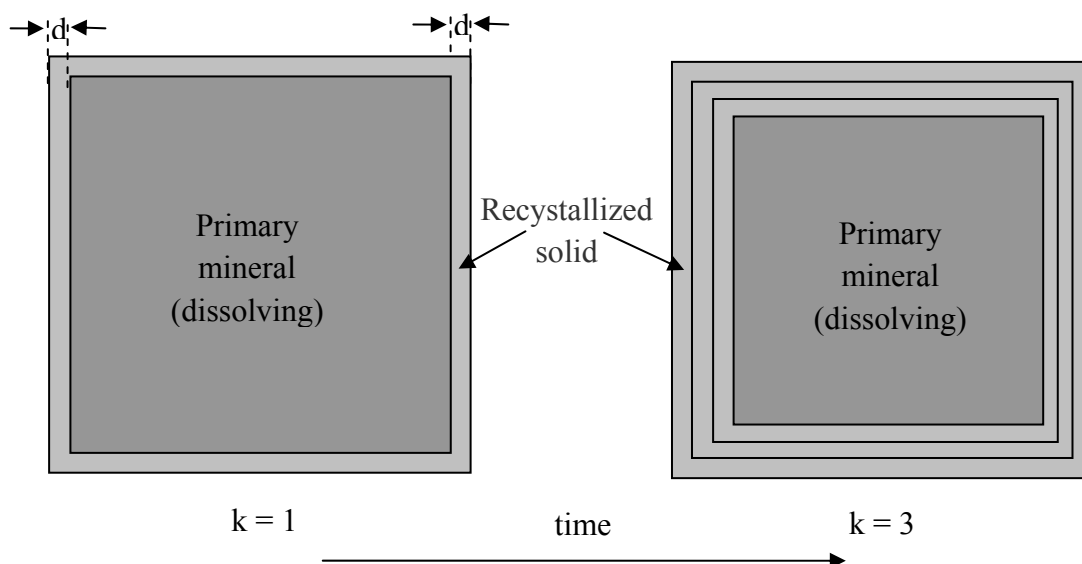 d
d
Primary
mineral
(dissolving)
Recystallized
solid
Primary
mineral
(dissolving)
k = 1
time
k = 3